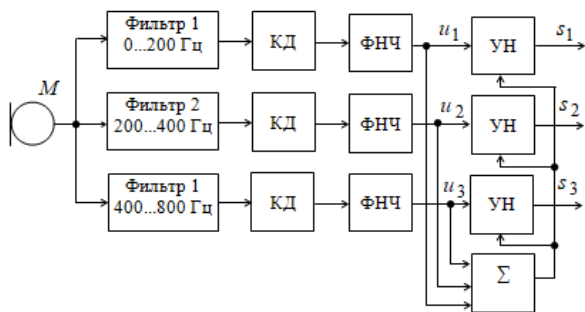 Фильтр 1
0...200 Гц
КД
ФНЧ
u1
УН
s1
M
Фильтр 2
200...400 Гц
КД
ФНЧ
u2
УН
s2
Фильтр 1
400...800 Гц
КД
ФНЧ
u3
УН
s3
Σ